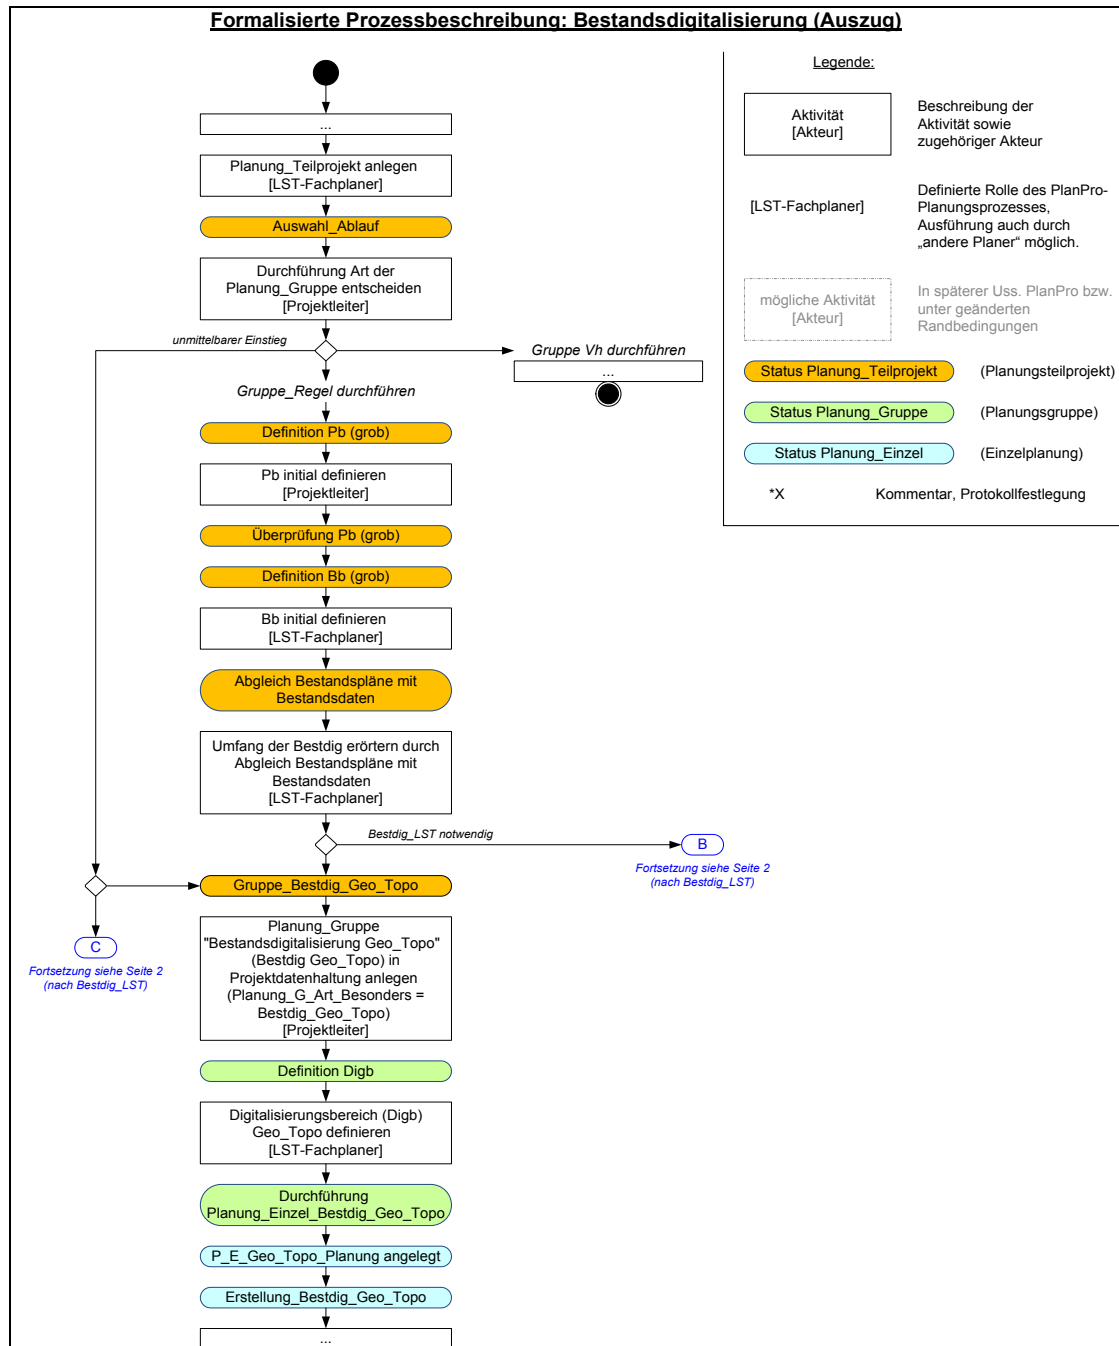 Formalisierte Prozessbeschreibung: Bestandsdigitalisierung (Auszug)
...
Planung_Teilprojekt anlegen
[LST-Fachplaner]
Auswahl_Ablauf
Durchführung Art der
Planung_Gruppe entscheiden
[Projektleiter]
unmittelbarer Einstieg
Gruppe Vh durchführen
...
Gruppe_Regel durchführen
Definition Pb (grob)
Pb initial definieren
[Projektleiter]
Überprüfung Pb (grob)
Definition Bb (grob)
Bb initial definieren
[LST-Fachplaner]
Abgleich Bestandspläne mit
Bestandsdaten
Umfang der Bestdig erörtern durch
Abgleich Bestandspläne mit
Bestandsdaten
[LST-Fachplaner]
Bestdig_LST notwendig
B
Fortsetzung siehe Seite 2
(nach Bestdig_LST)
Gruppe_Bestdig_Geo_Topo
C
Fortsetzung siehe Seite 2
(nach Bestdig_LST)
Planung_Gruppe
"Bestandsdigitalisierung Geo_Topo"
(Bestdig Geo_Topo) in
Projektdatenhaltung anlegen
(Planung_G_Art_Besonders =
Bestdig_Geo_Topo)
[Projektleiter]
Definition Digb
Digitalisierungsbereich (Digb)
Geo_Topo definieren
[LST-Fachplaner]
Durchführung
Planung_Einzel_Bestdig_Geo_Topo
P_E_Geo_Topo_Planung angelegt
Erstellung_Bestdig_Geo_Topo
...
Legende:
Aktivität
[Akteur]
Beschreibung der
Aktivität sowie
zugehöriger Akteur
[LST-Fachplaner]
Definierte Rolle des PlanPro-
Planungsprozesses,
Ausführung auch durch
„andere Planer“ möglich.
mögliche Aktivität
[Akteur]
In späterer Uss. PlanPro bzw.
unter geänderten
Randbedingungen
Status Planung_Teilprojekt
(Planungsteilprojekt)
Status Planung_Gruppe
(Planungsgruppe)
Status Planung_Einzel
(Einzelplanung)
*X
Kommentar, Protokollfestlegung